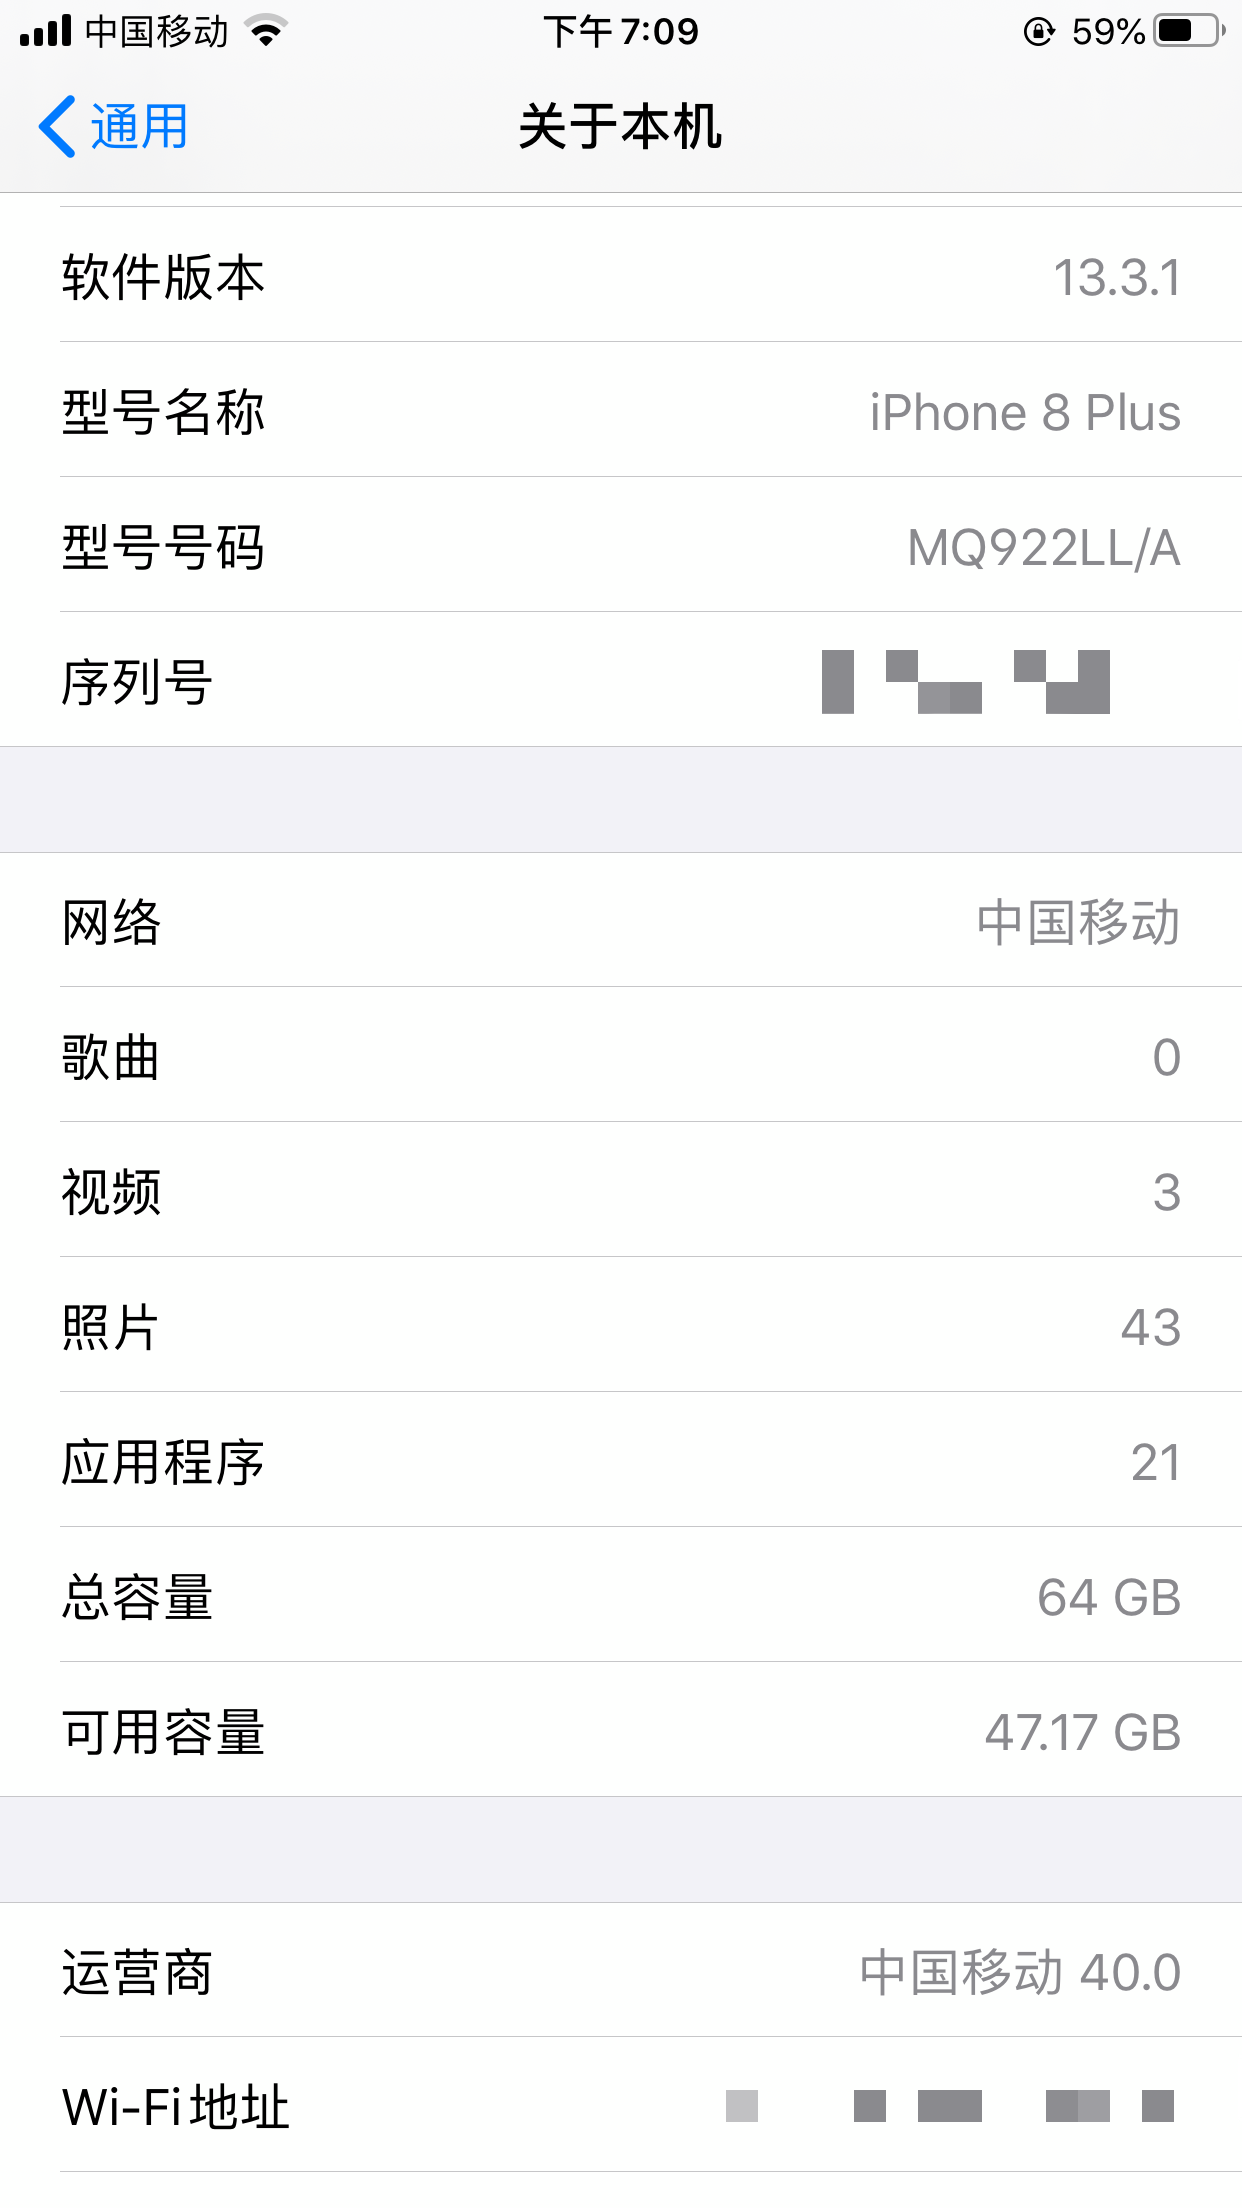 中国移动 下午 7:09 59%
通用 关于本机
软件版本 13.3.1
型号名称 iPhone 8 Plus
型号号码 MQ922LL/A
序列号
网络 中国移动
歌曲 0
视频 3
照片 43
应用程序 21
总容量 64 GB
可用容量 47.17 GB
运营商 中国移动 40.0
Wi-Fi地址